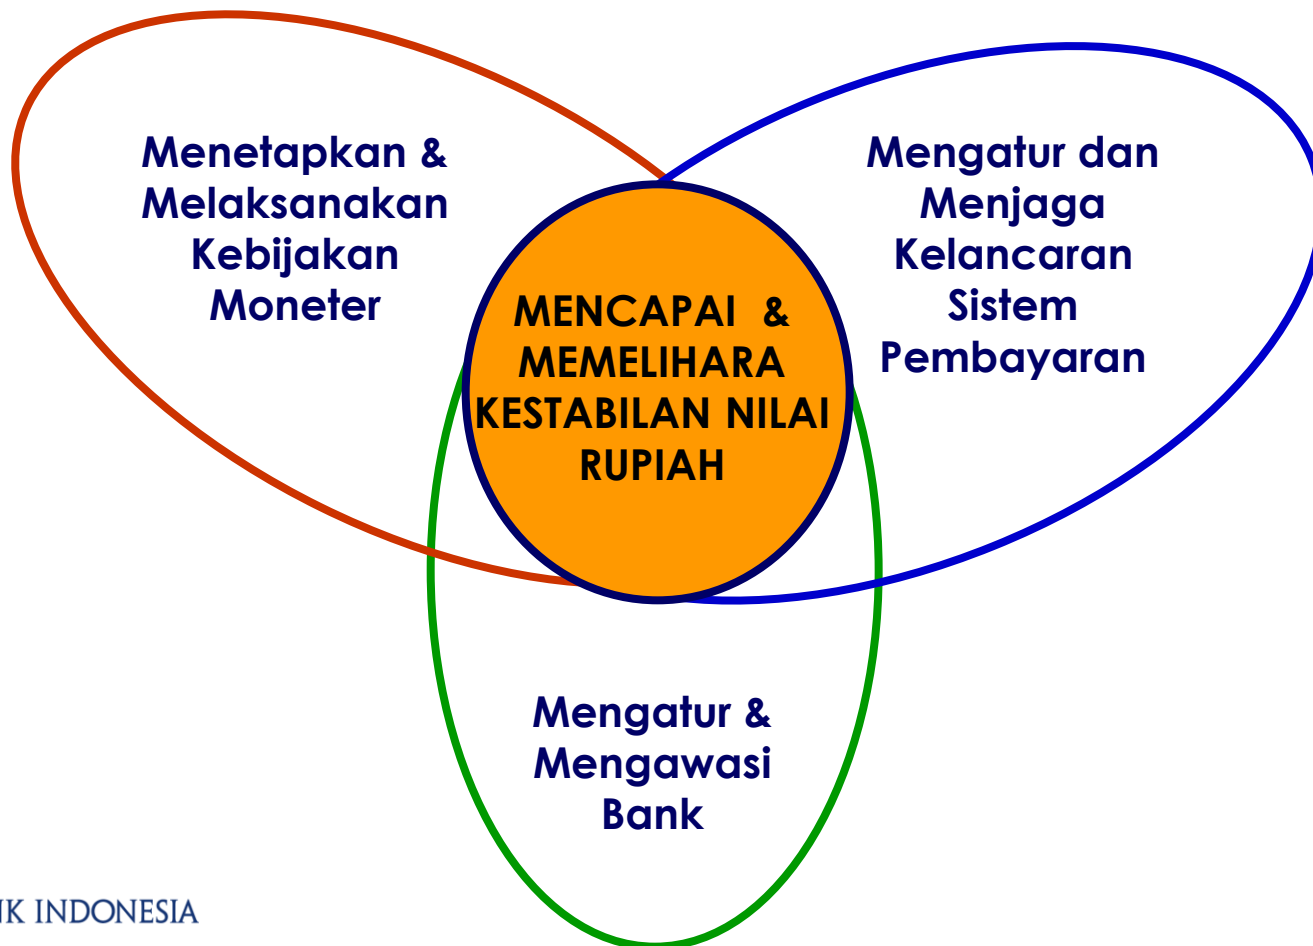 Menetapkan &
Melaksanakan
Kebijakan
Moneter
Mengatur dan
Menjaga
Kelancaran
Sistem
Pembayaran
MENCAPAI &
MEMELIHARA
KESTABILAN NILAI
RUPIAH
Mengatur &
Mengawasi
Bank
NK INDONESIA